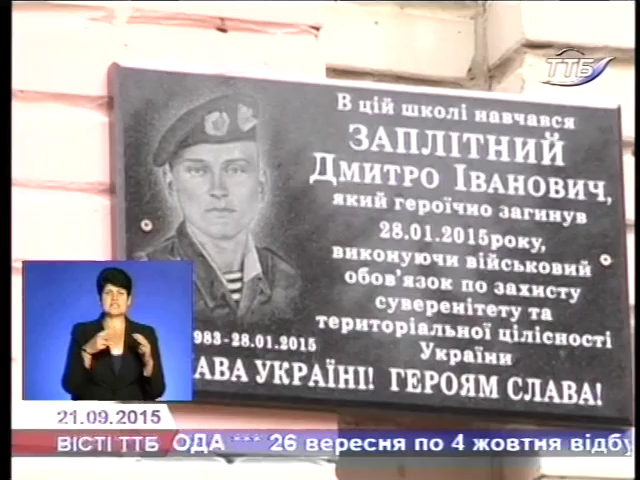 ТТБ
В цій школі навчався
ЗАПЛІТНИЙ
ДМИТРО ІВАНОВИЧ,
який героїчно загинув
28.01.2015року,
виконуючи військовий
обов'язок по захисту
суверенітету та
територіальної цілісності
України
983-28.01.2015
АВА УКРАЇНІ! ГЕРОЯМ СЛАВА!
21.09.2015
ВІСТІ ТТБ ОДА *** 26 вересня по 4 жовтня відбу